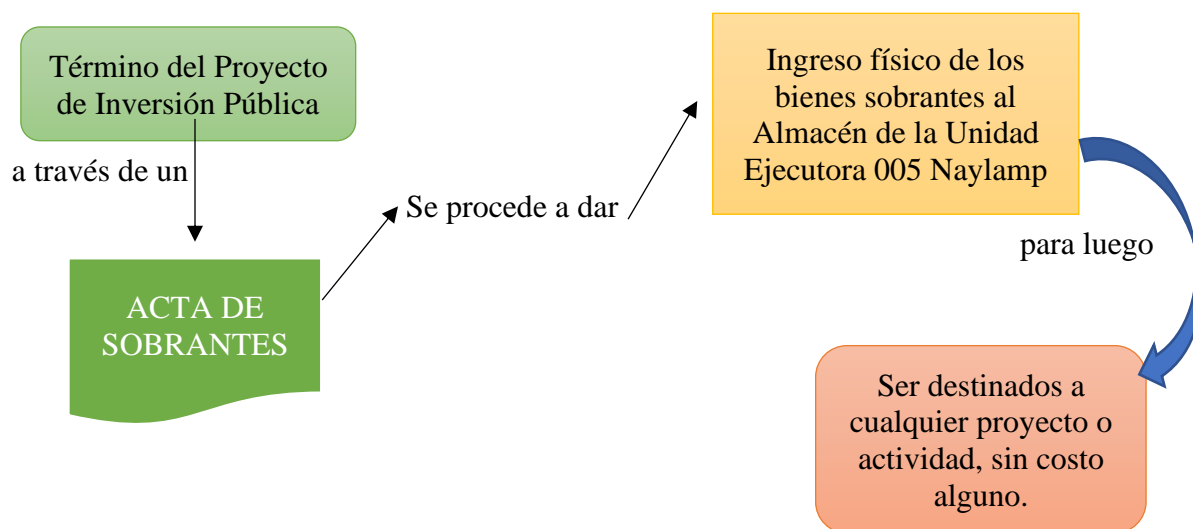 Término del Proyecto
de Inversión Pública
a través de un
ACTA DE
SOBRANTES
Se procede a dar
Ingreso físico de los
bienes sobrantes al
Almacén de la Unidad
Ejecutora 005 Naylamp
para luego
Ser destinados a
cualquier proyecto o
actividad, sin costo
alguno.